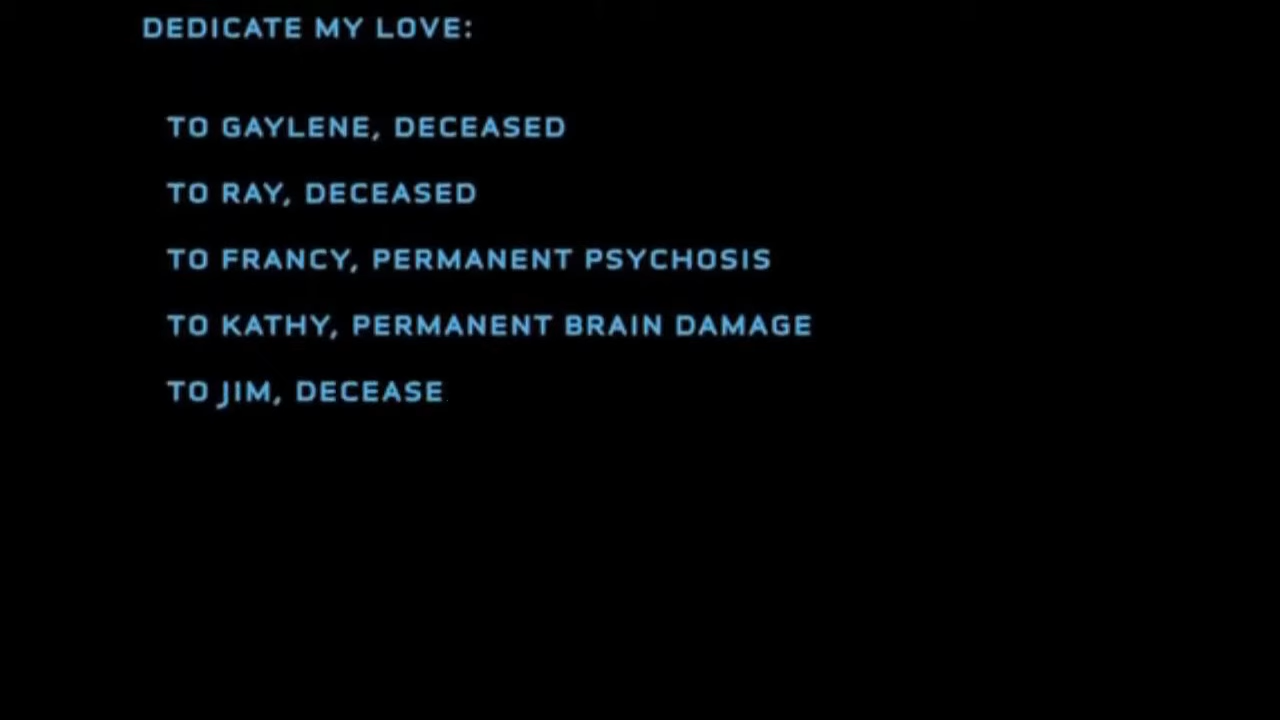 DEDICATE MY LOVE:
TO GAYLENE, DECEASED
TO RAY, DECEASED
TO FRANCY, PERMANENT PSYCHOSIS
TO KATHY, PERMANENT BRAIN DAMAGE
TO JIM, DECEASE